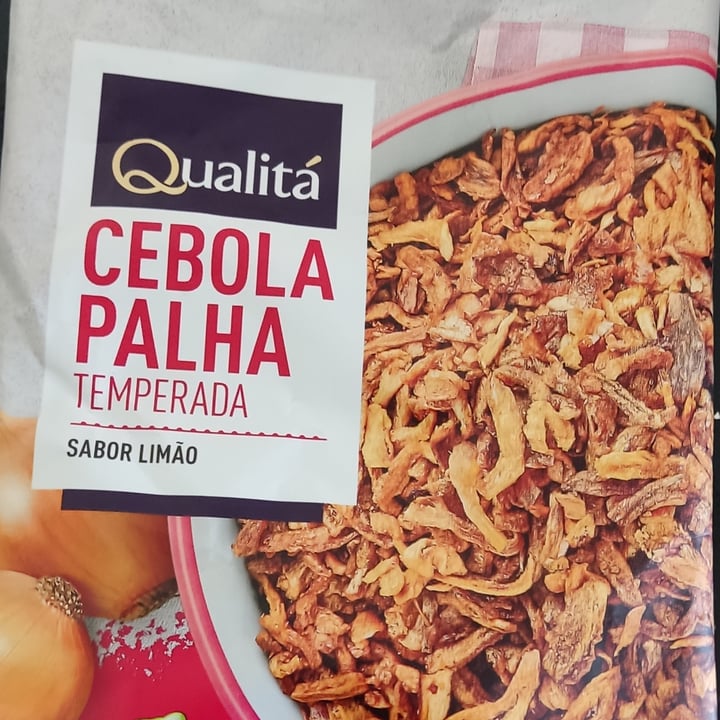 Qualitá
CEBOLA
PALHA
TEMPERADA
SABOR LIMÃO